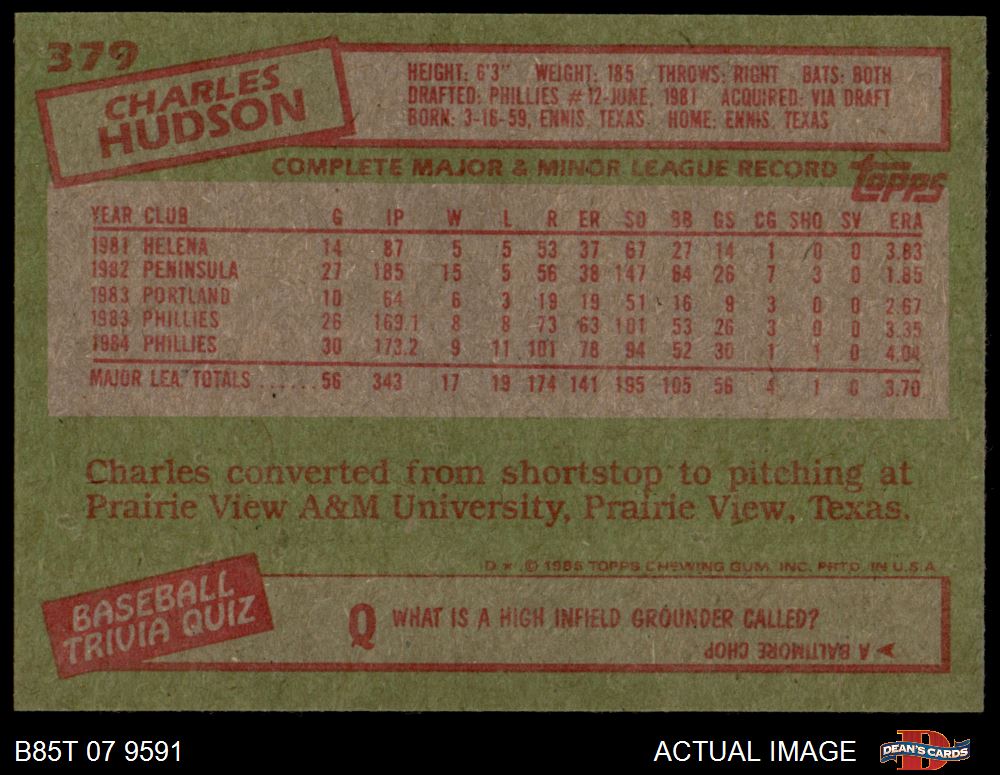 379
CHARLES
HUDSON
HEIGHT: 6'3" WEIGHT: 185 THROWS: RIGHT BATS: BOTH
DRAFTED: PHILLIES #12-JUNE, 1981 ACQUIRED: VIA DRAFT
BORN: 3-16-59, ENNIS, TEXAS HOME: ENNIS, TEXAS
COMPLETE MAJOR & MINOR LEAGUE RECORD
topps
YEAR CLUB G IP W L R ER SO BB GS CG SHO SV ERA
1981 HELENA 14 87 5 5 53 37 67 27 14 1 0 0 3.83
1982 PENINSULA 27 185 15 5 56 38 147 64 26 7 3 0 1.85
1983 PORTLAND 10 64 6 3 19 19 51 16 9 3 0 0 2.67
1983 PHILLIES 26 169.1 8 8 73 63 101 53 26 3 0 0 3.35
1984 PHILLIES 30 173.2 9 11 101 78 94 52 30 1 1 0 4.04
MAJOR LEA. TOTALS ......56 343 17 19 174 141 195 105 56 4 1 0 3.70
Charles converted from shortstop to pitching at
Prairie View A&M University, Prairie View, Texas.
D * © 1985 TOPPS CHEWING GUM, INC. PRTD. IN U.S.A.
BASEBALL
TRIVIA QUIZ
Q WHAT IS A HIGH INFIELD GROUNDER CALLED?
A BALTIMORE CHOP
B85T 07 9591
ACTUAL IMAGE
D
DEAN'S CARDS